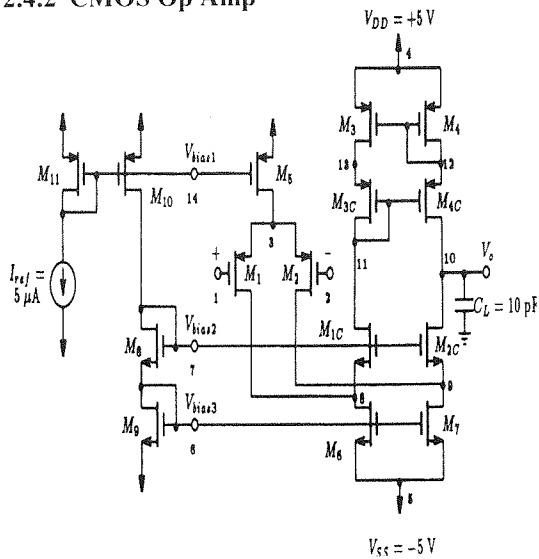 2.4.2 CMOS Op Amp
V_DD = +5 V
4
M_3
M_4
13
12
M_11
M_10
V_bias1
14
M_5
M_3C
M_4C
3
I_ref =
5 μA
+
M_1
M_2
-
1
2
11
10
V_o
C_L = 10 pF
M_8
V_bias2
7
M_1C
M_2C
8
9
M_9
V_bias3
6
M_6
M_7
5
V_SS = −5 V